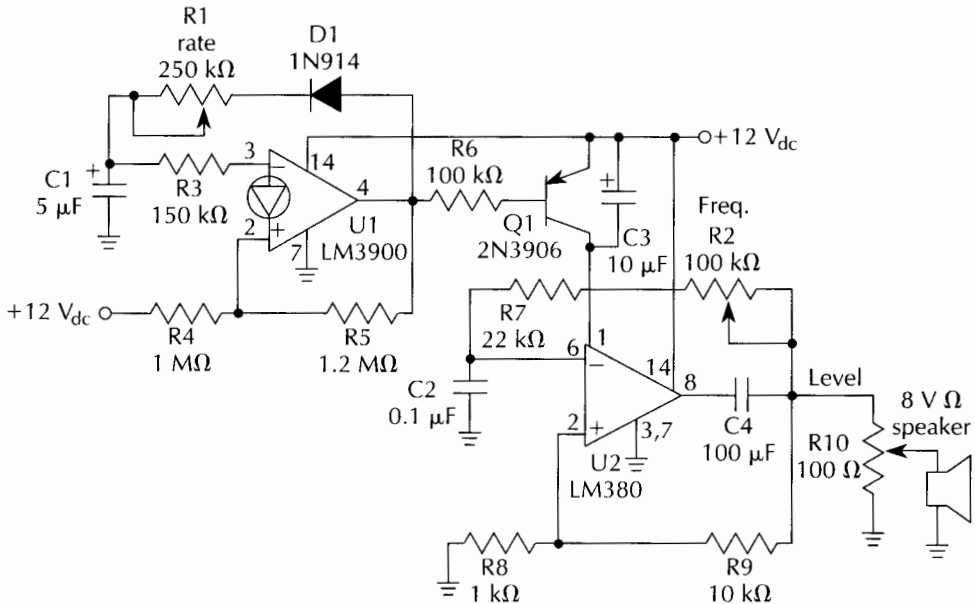 R1
rate
250 kΩ
D1
1N914
+12 Vdc
R6
100 kΩ
3
–
14
4
C1
+
5 μF
R3
150 kΩ
2
+
7
U1
LM3900
Q1
2N3906
+
C3
10 μF
Freq.
R2
100 kΩ
+12 Vdc
R4
1 MΩ
R5
1.2 MΩ
R7
22 kΩ
1
6
–
14
8
C2
0.1 μF
2
+
3,7
U2
LM380
C4
100 μF
Level
8 V Ω
speaker
R10
100 Ω
R8
1 kΩ
R9
10 kΩ